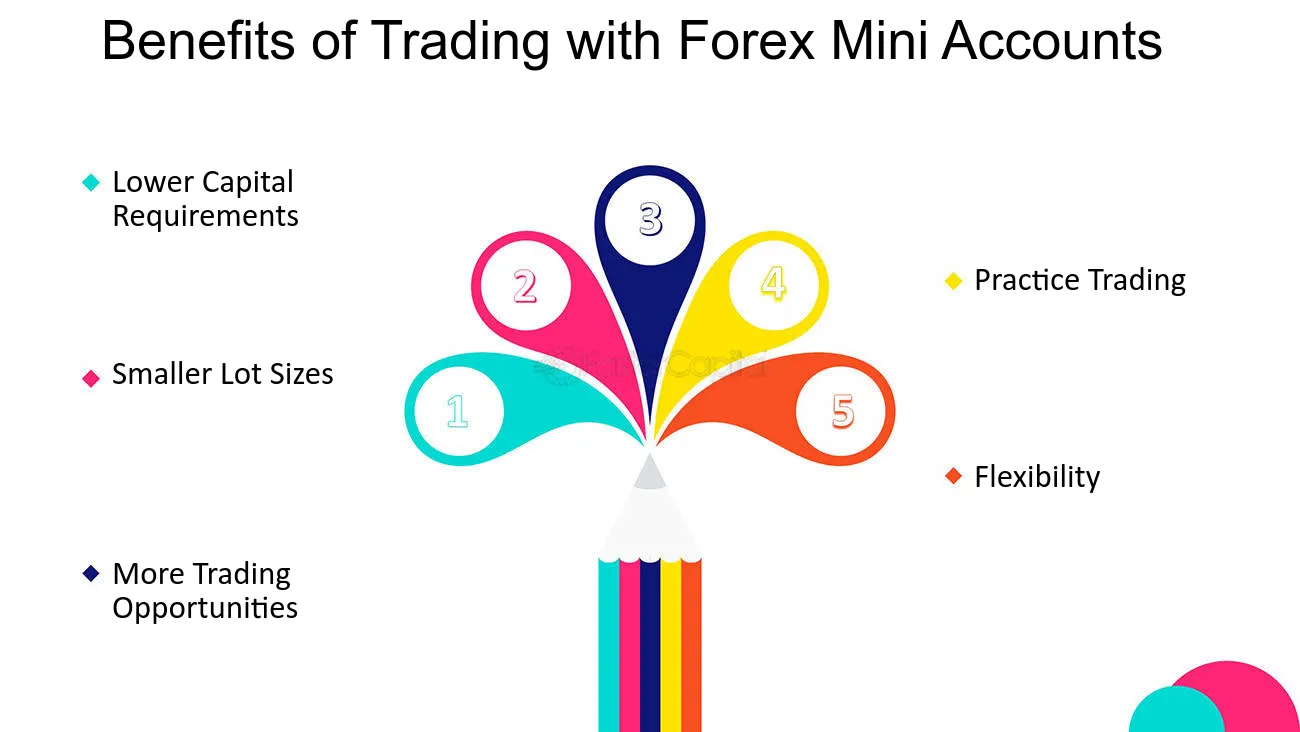 Benefits of Trading with Forex Mini Accounts
Lower Capital
Requirements
Smaller Lot Sizes
More Trading
Opportunities
1
2
3
4
5
Practice Trading
Flexibility